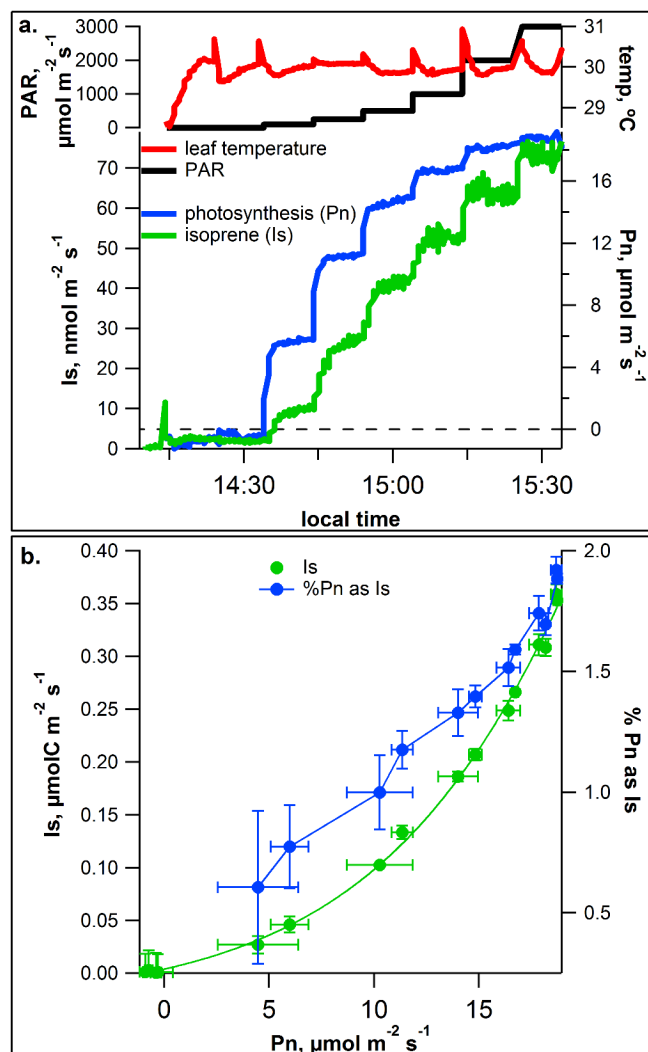 a.
3000
2000
1000
0
PAR,
µmol m⁻² s⁻¹
31
30
29
temp, ºC
leaf temperature
PAR
photosynthesis (Pn)
isoprene (Is)
70
60
50
40
30
20
10
0
Is, nmol m⁻² s⁻¹
16
12
8
4
0
Pn, µmol m⁻² s⁻¹
14:30
15:00
15:30
local time
b.
Is
%Pn as Is
0.40
0.35
0.30
0.25
0.20
0.15
0.10
0.05
0.00
Is, µmolC m⁻² s⁻¹
2.0
1.5
1.0
0.5
% Pn as Is
0
5
10
15
Pn, µmol m⁻² s⁻¹